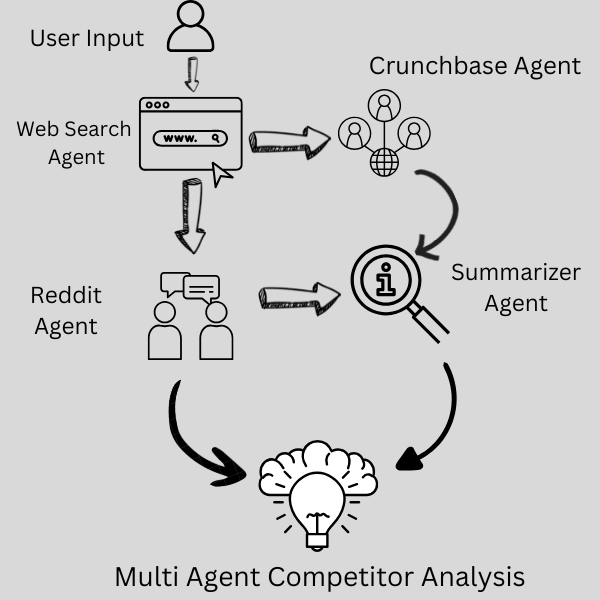 User Input
Crunchbase Agent
Web Search
Agent
www.
i
Reddit
Agent
Summarizer
Agent
Multi Agent Competitor Analysis